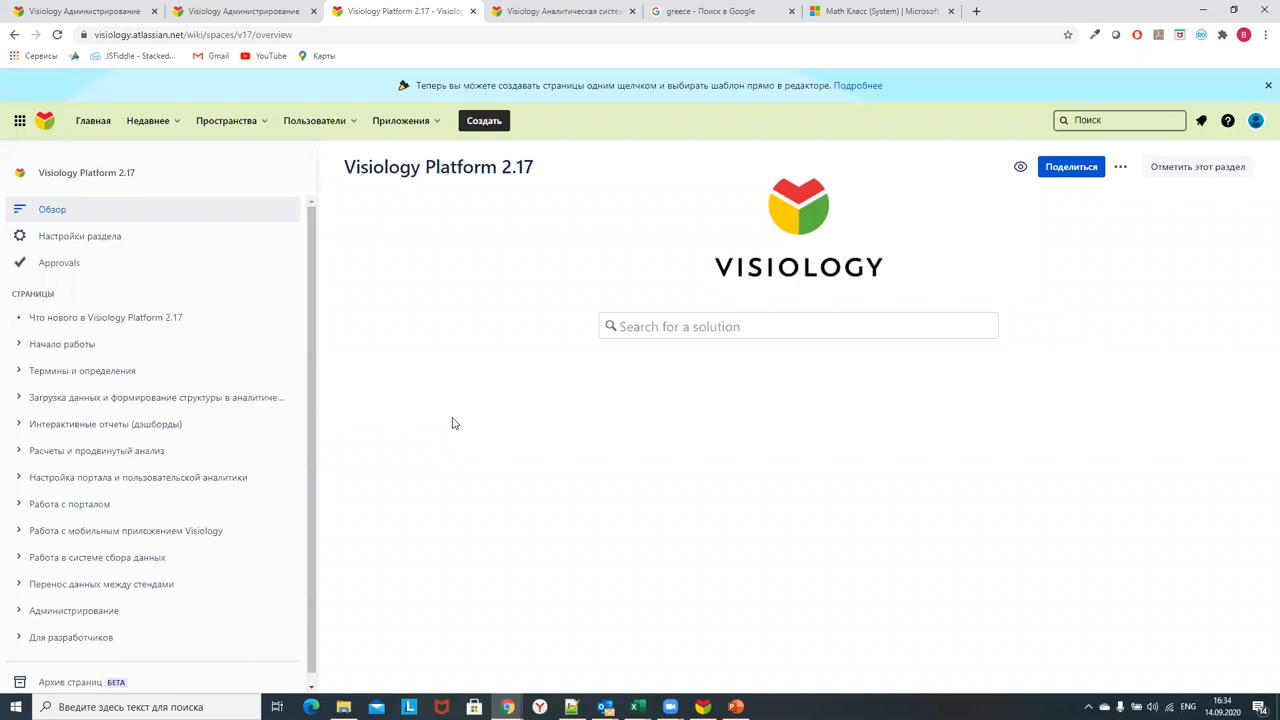 Visiology Администрирование
Visiology Администрирование
Visiology Platform 2.17 - Visiolog
Visiology Аналитическая систем
greece - Поиск в Google
Math Класс (System) | Microsoft
visiology.atlassian.net/wiki/spaces/v17/overview
B
Сервисы
JSFiddle - Stacked...
Gmail
YouTube
Карты
Теперь вы можете создавать страницы одним щелчком и выбирать шаблон прямо в редакторе. Подробнее
Главная
Недавнее
Пространства
Пользователи
Приложения
Создать
Поиск
Visiology Platform 2.17
Обзор
Настройки раздела
Approvals
СТРАНИЦЫ
Что нового в Visiology Platform 2.17
Начало работы
Термины и определения
Загрузка данных и формирование структуры в аналитиче...
Интерактивные отчеты (дэшборды)
Расчеты и продвинутый анализ
Настройка портала и пользовательской аналитики
Работа с порталом
Работа с мобильным приложением Visiology
Работа в системе сбора данных
Перенос данных между стендами
Администрирование
Для разработчиков
Архив страниц БЕТА
Visiology Platform 2.17
Поделиться
Отметить этот раздел
VISIOLOGY
Search for a solution
Введите здесь текст для поиска
ENG
16:34
14.09.2020
14